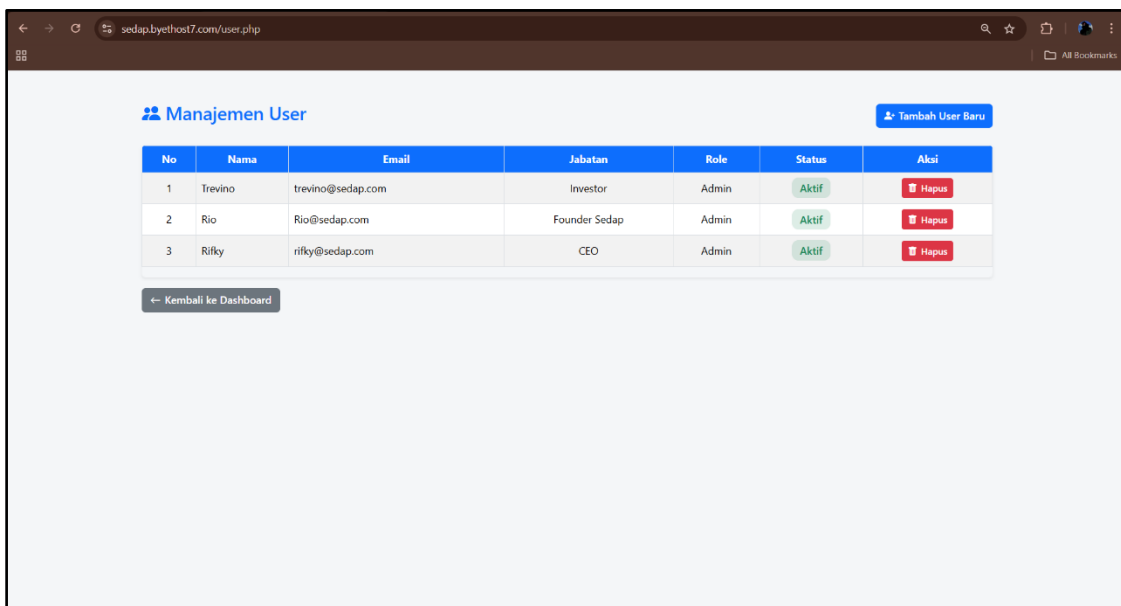 sedap.byethost7.com/user.php
All Bookmarks
Manajemen User
Tambah User Baru
No Nama Email Jabatan Role Status Aksi
1 Trevino trevino@sedap.com Investor Admin Aktif Hapus
2 Rio Rio@sedap.com Founder Sedap Admin Aktif Hapus
3 Rifky rifky@sedap.com CEO Admin Aktif Hapus
← Kembali ke Dashboard